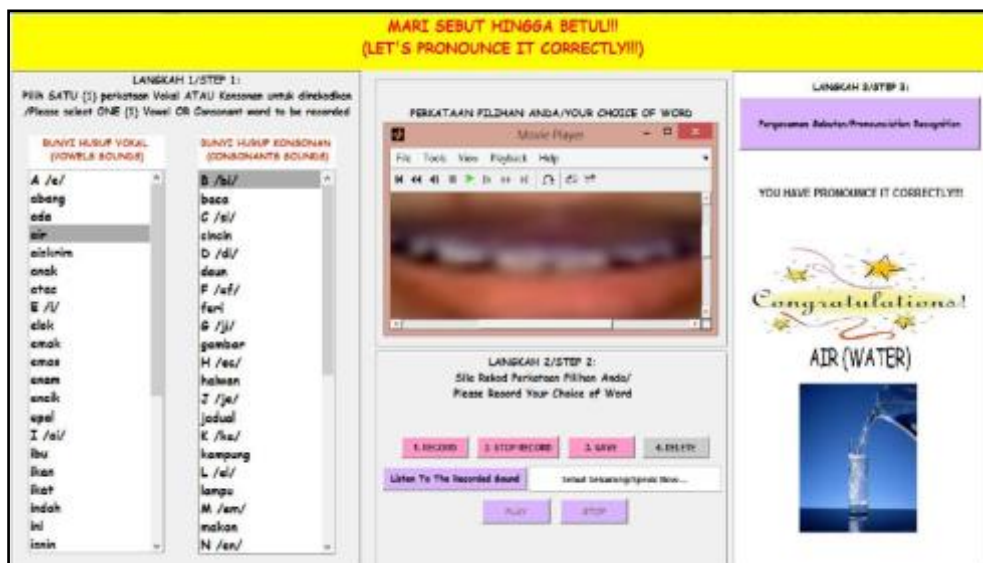 MARI SEBUT HINGGA BETUL!!!
(LET'S PRONOUNCE IT CORRECTLY!!!)
LANGKAH 1/STEP 1:
Pilih SATU (1) perkataan Vokal ATAU Konsonan untuk direkodkan
/Please select ONE (1) Vowel OR Consonant word to be recorded
BUNYI HURUF VOKAL
(VOWELS SOUNDS)
A /e/
abang
ada
air
aiskrim
anak
atas
E /i/
elok
emak
emas
enam
encik
epal
I /ai/
ibu
ikan
ikat
indah
ini
BUNYI HURUF KONSONAN
(CONSONANTS SOUNDS)
B /bi/
baca
C /si/
cincin
D /di/
daun
F /ef/
feri
G /ji/
gambar
H /ec/
haiwan
J /je/
jadual
K /ke/
kampung
L /el/
lampu
M /em/
makan
N /en/
PERKATAAN PILIHAN ANDA/YOUR CHOICE OF WORD
Movie Player
File Tools View Playback Help
LANGKAH 2/STEP 2:
Sila Rekod Perkataan Pilihan Anda/
Please Record Your Choice of Word
1. RECORD
2. STOP RECORD
3. SAVE
4. DELETE
Listen To The Recorded Sound
Sebut Sekarang/Speak Now...
PLAY
STOP
LANGKAH 3/STEP 3:
Pengecaman Sebutan/Pronunciation Recognition
YOU HAVE PRONOUNCE IT CORRECTLY!!!
Congratulations!
AIR (WATER)